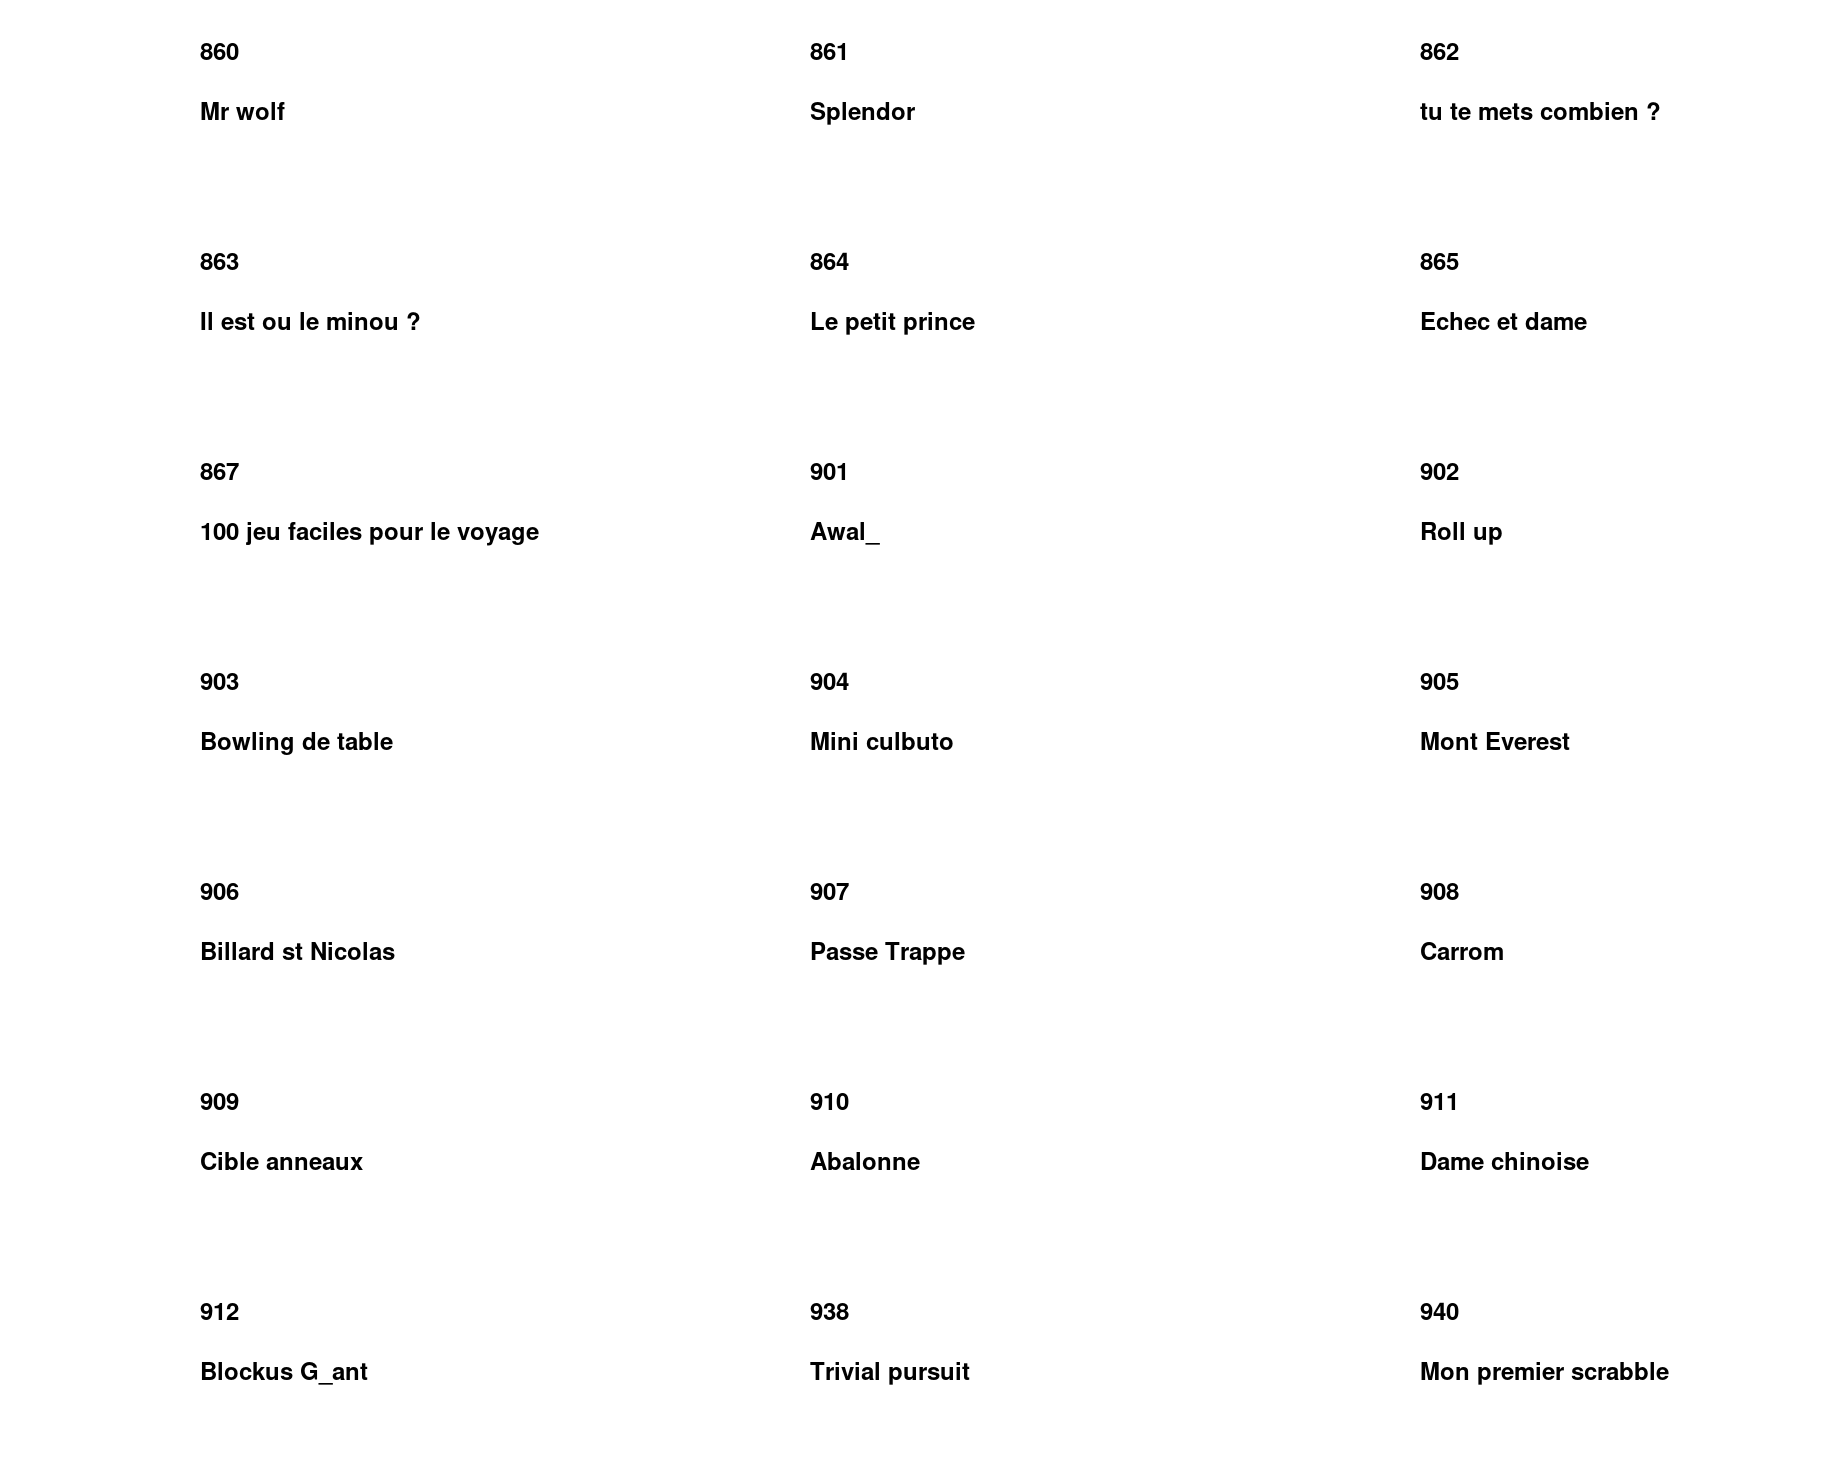 860
Mr wolf
861
Splendor
862
tu te mets combien ?
863
Il est ou le minou ?
864
Le petit prince
865
Echec et dame
867
100 jeu faciles pour le voyage
901
Awal_
902
Roll up
903
Bowling de table
904
Mini culbuto
905
Mont Everest
906
Billard st Nicolas
907
Passe Trappe
908
Carrom
909
Cible anneaux
910
Abalonne
911
Dame chinoise
912
Blockus G_ant
938
Trivial pursuit
940
Mon premier scrabble